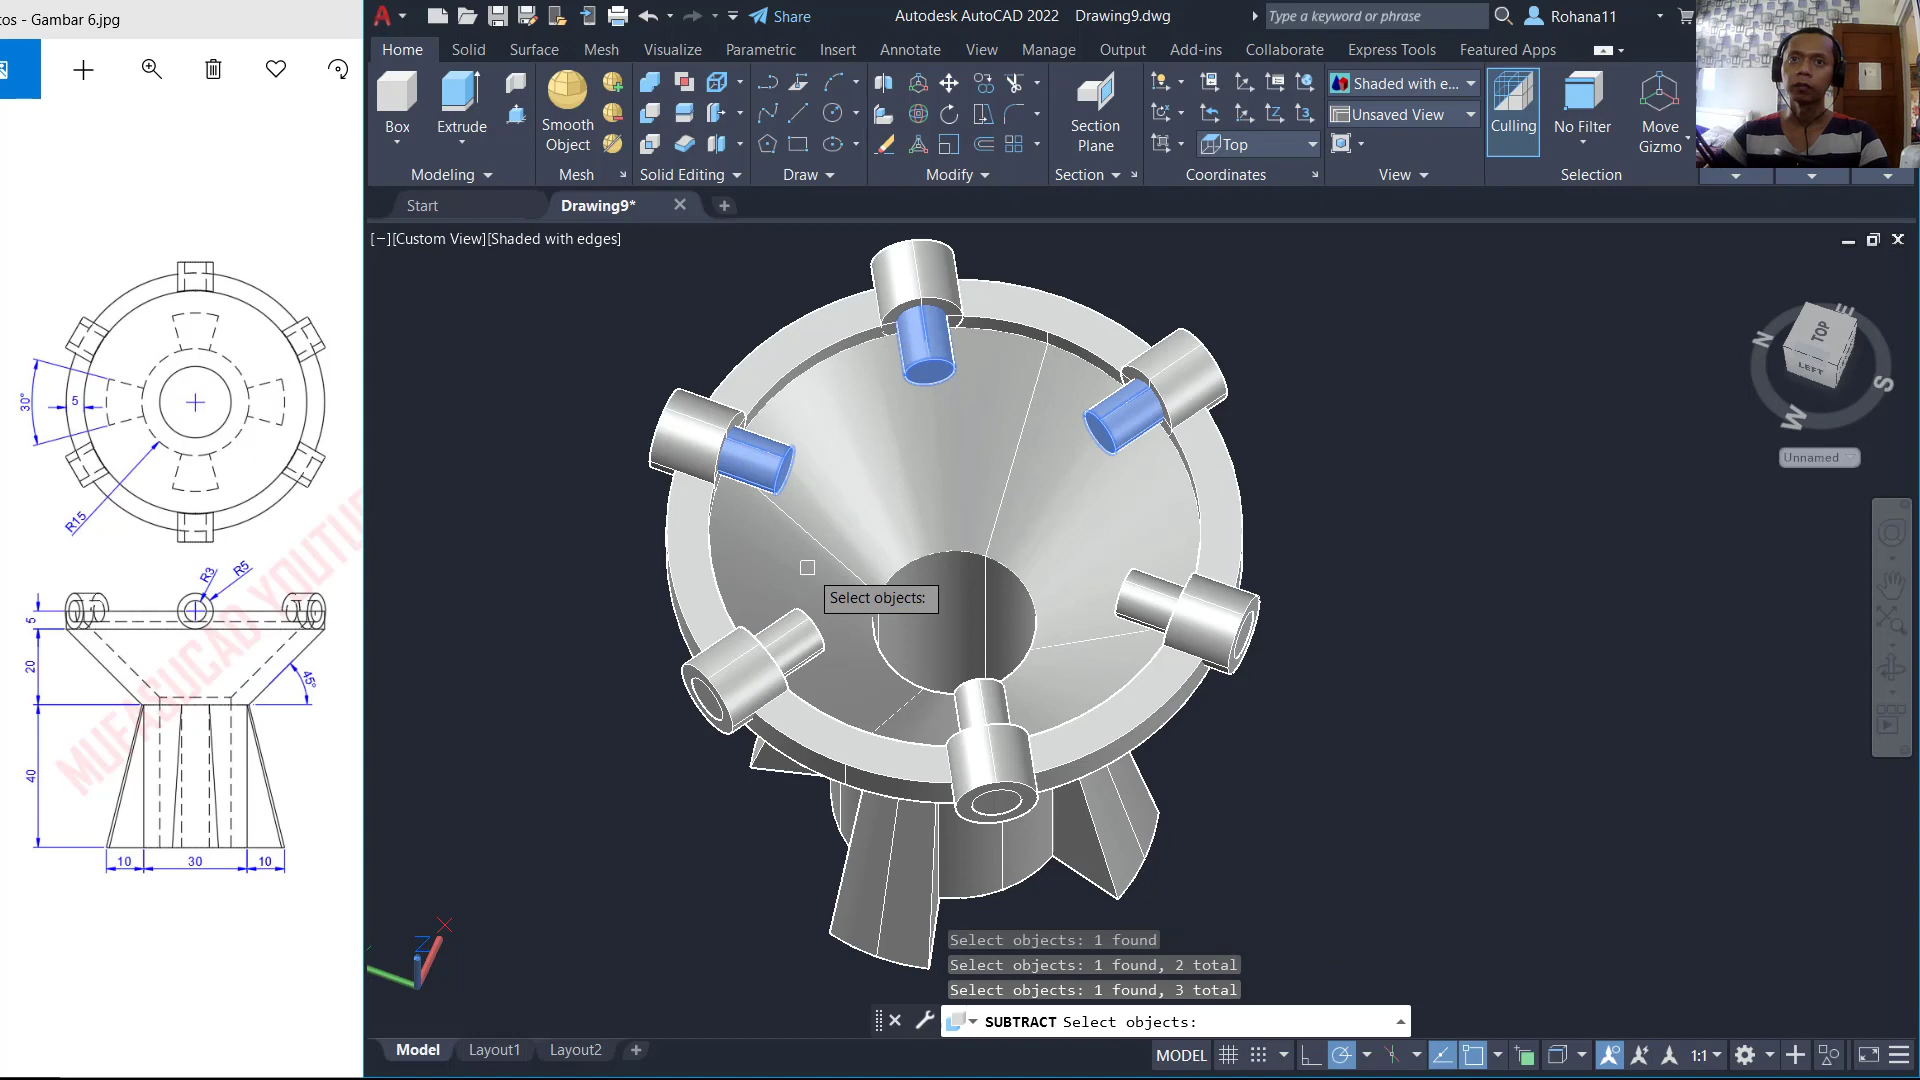 tos - Gambar 6.jpg
Share
Autodesk AutoCAD 2022 Drawing9.dwg
Type a keyword or phrase
Rohana11
Home Solid Surface Mesh Visualize Parametric Insert Annotate View Manage Output Add-ins Collaborate Express Tools Featured Apps
Box
Extrude
Smooth
Object
Section
Plane
Shaded with e...
Unsaved View
Top
Culling
No Filter
Move
Gizmo
Modeling
Mesh
Solid Editing
Draw
Modify
Section
Coordinates
View
Selection
Start
Drawing9*
[−][Custom View][Shaded with edges]
N
E
S
W
TOP
LEFT
Unnamed
30°
5
R15
R3
R5
5
20
45°
40
10
30
10
MUFASUCAD YOUTUBE
Select objects:
X
Z
Select objects: 1 found
Select objects: 1 found, 2 total
Select objects: 1 found, 3 total
SUBTRACT Select objects:
Model Layout1 Layout2
MODEL
1:1